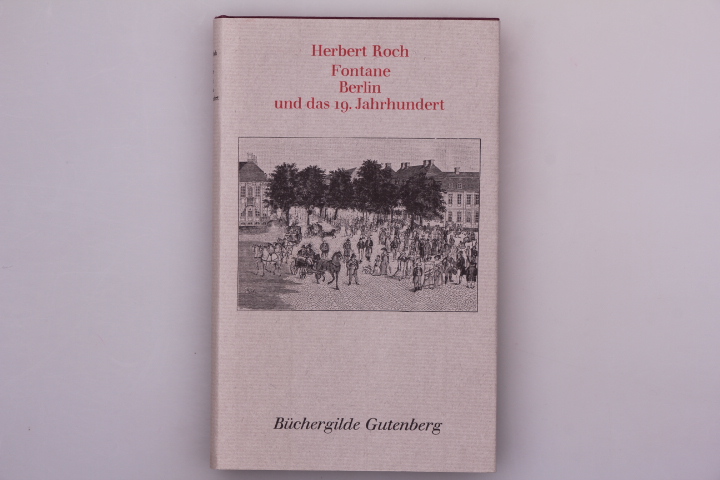 Herbert Roch
Fontane
Berlin
und das 19. Jahrhundert
Büchergilde Gutenberg